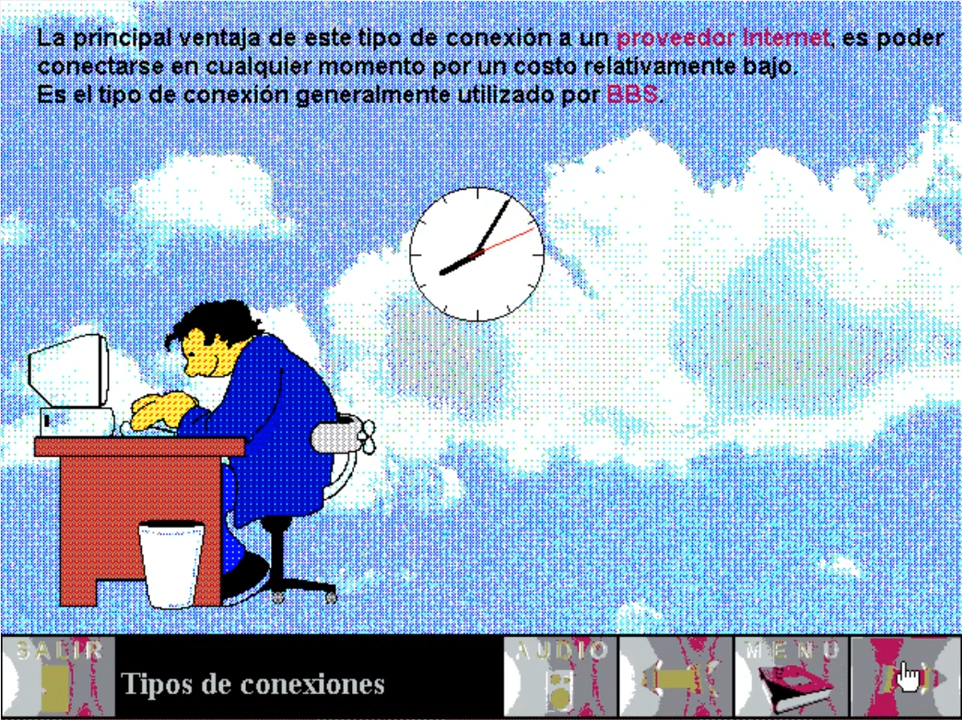 La principal ventaja de este tipo de conexión a un proveedor Internet, es poder
conectarse en cualquier momento por un costo relativamente bajo.
Es el tipo de conexión generalmente utilizado por BBS.
SALIR
Tipos de conexiones
AUDIO
MENU